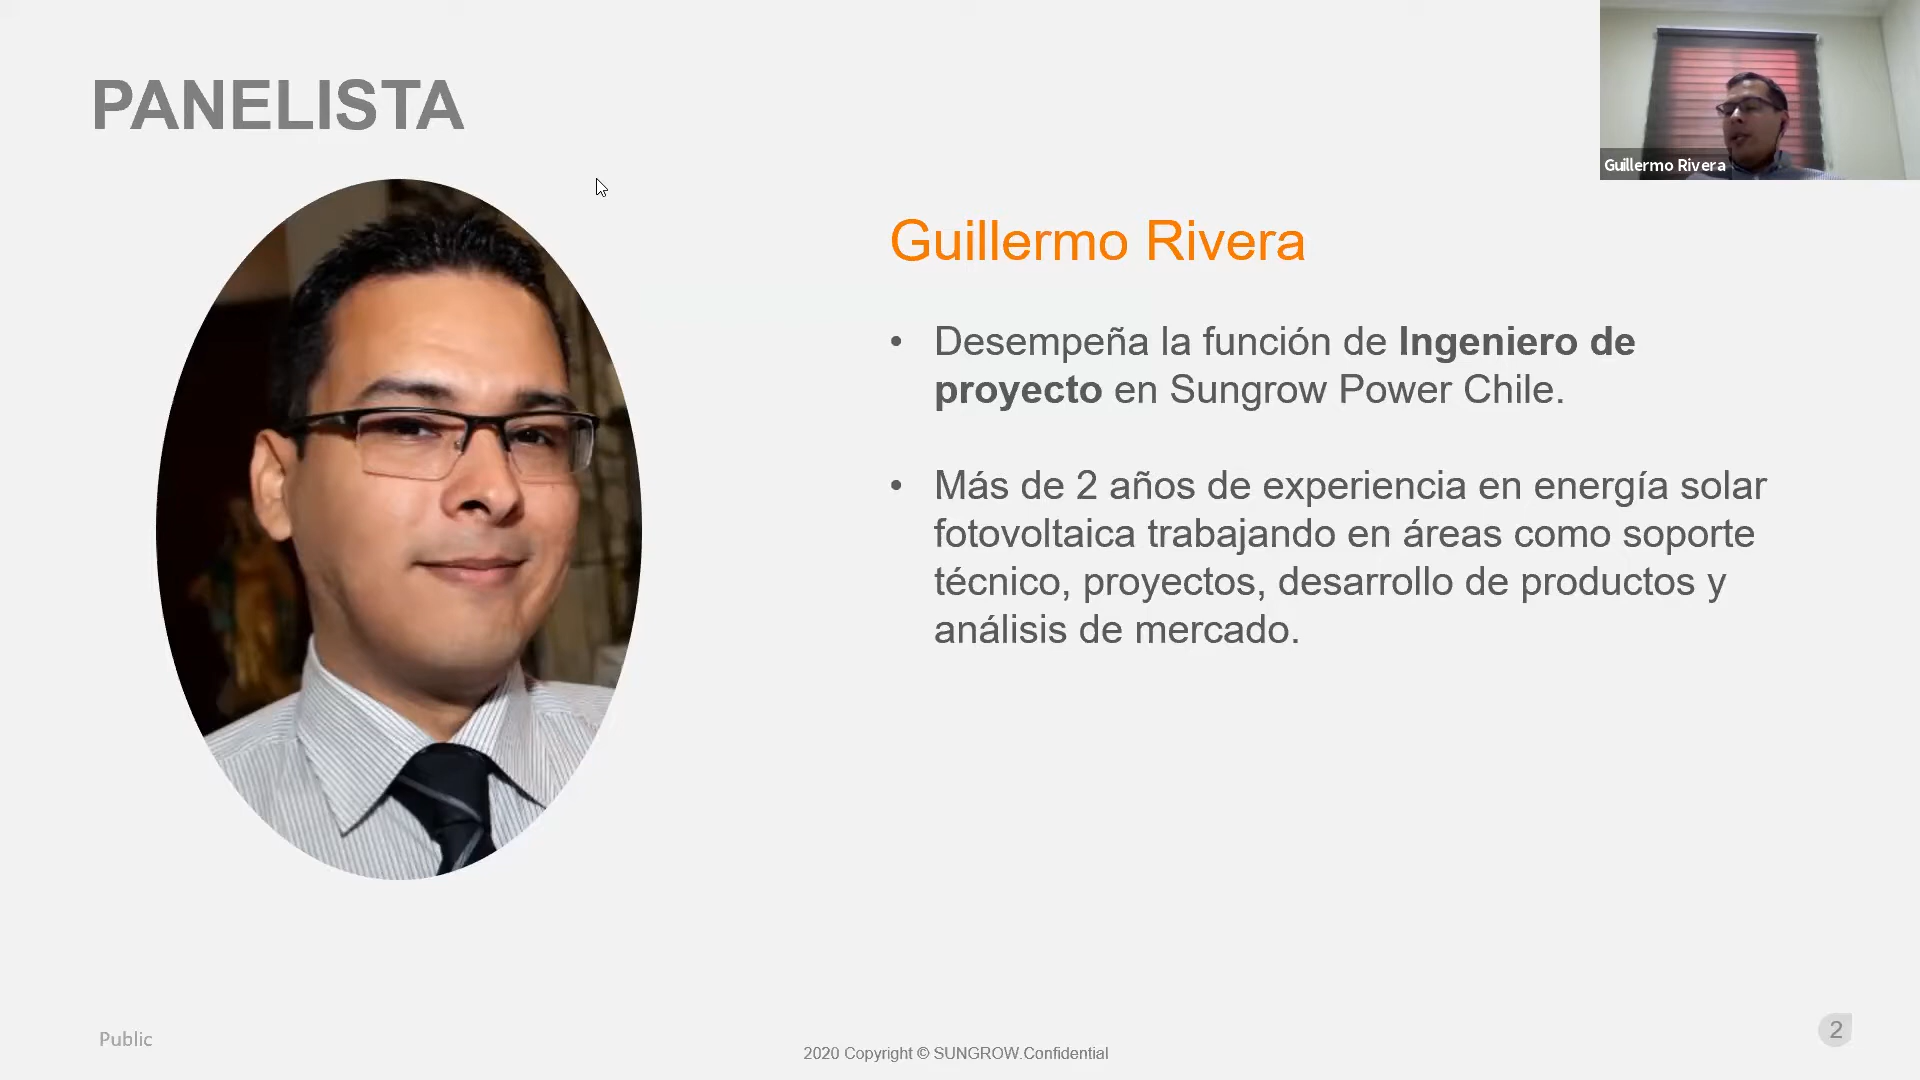 PANELISTA
Guillermo Rivera
Guillermo Rivera
• Desempeña la función de Ingeniero de
proyecto en Sungrow Power Chile.
• Más de 2 años de experiencia en energía solar
fotovoltaica trabajando en áreas como soporte
técnico, proyectos, desarrollo de productos y
análisis de mercado.
Public
2020 Copyright © SUNGROW.Confidential
2